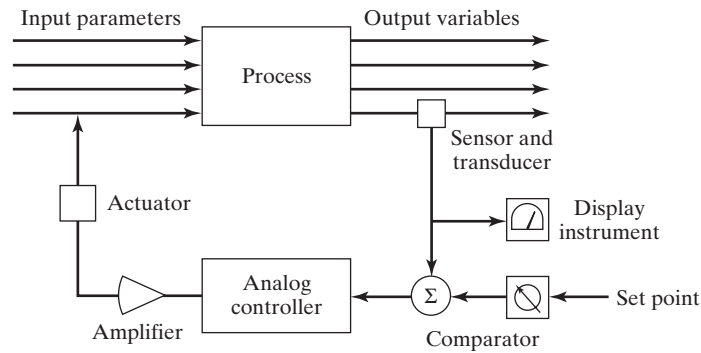 Input parameters
Output variables
Process
Sensor and
transducer
Actuator
Display
instrument
Analog
controller
Σ
Set point
Amplifier
Comparator